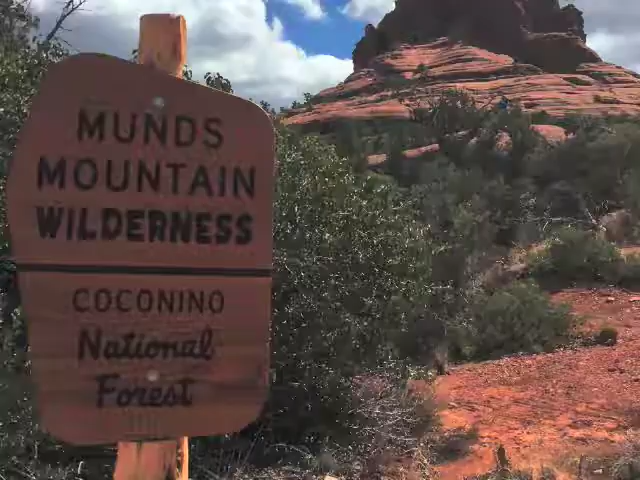 MUNDS
MOUNTAIN
WILDERNESS
COCONINO
National
Forest